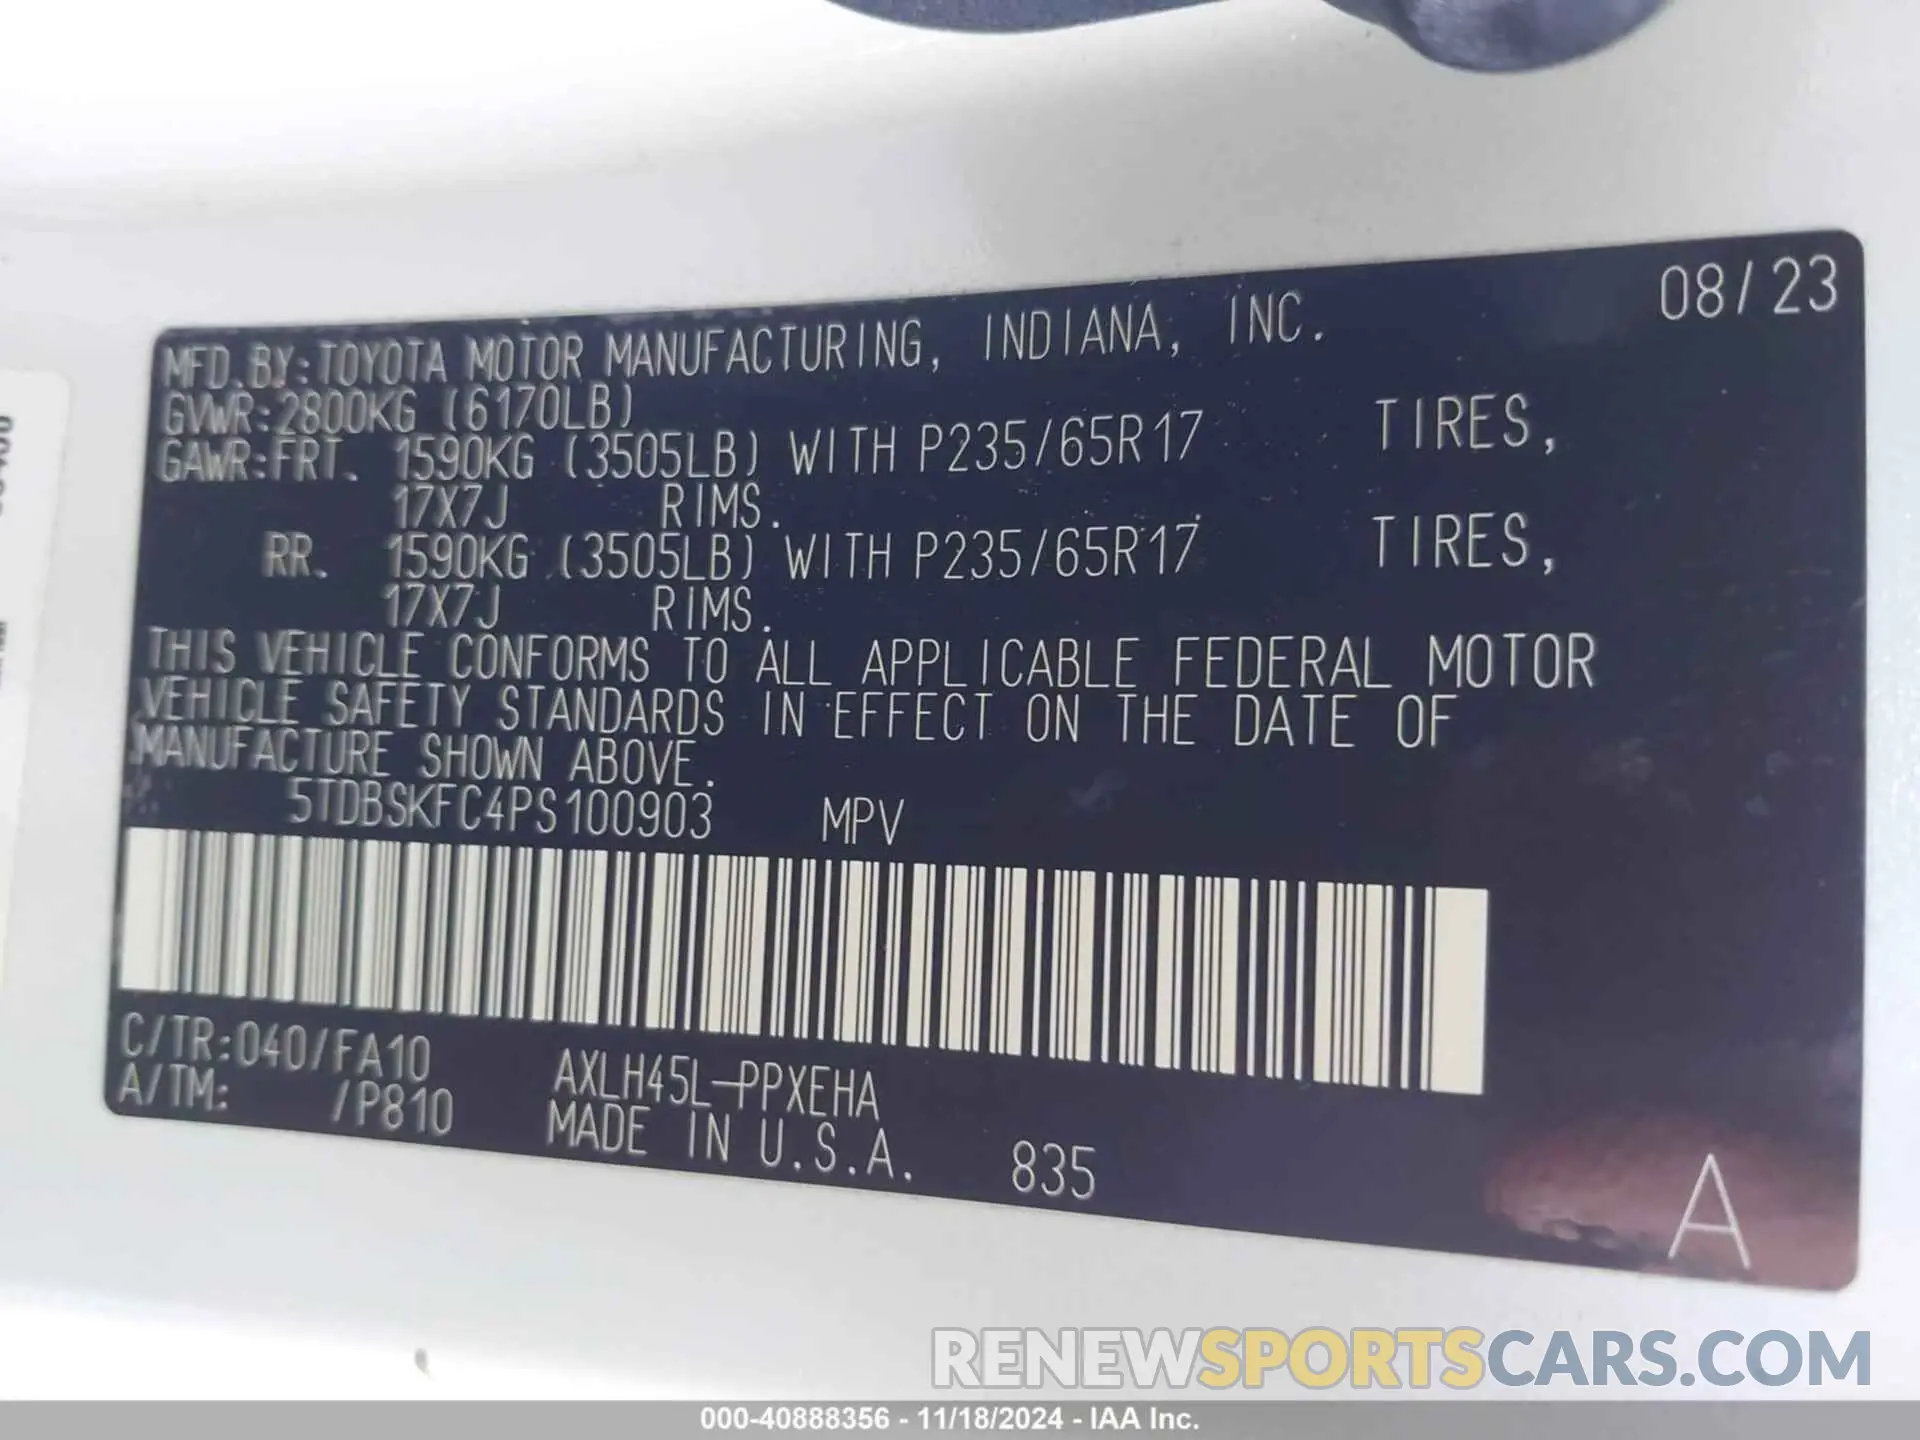 08/23
MFD.BY:TOYOTA MOTOR MANUFACTURING, INDIANA, INC.
GVWR:2800KG (6170LB)
GAWR:FRT. 1590KG (3505LB) WITH P235/65R17 TIRES,
17X7J RIMS.
RR. 1590KG (3505LB) WITH P235/65R17 TIRES,
17X7J RIMS.
THIS VEHICLE CONFORMS TO ALL APPLICABLE FEDERAL MOTOR
VEHICLE SAFETY STANDARDS IN EFFECT ON THE DATE OF
MANUFACTURE SHOWN ABOVE.
5TDBSKFC4PS100903 MPV
C/TR:040/FA10 AXLH45L-PPXEHA
A/TM: /P810 MADE IN U.S.A. 835
A
RENEWSPORTSCARS.COM
000-40888356 - 11/18/2024 - IAA Inc.